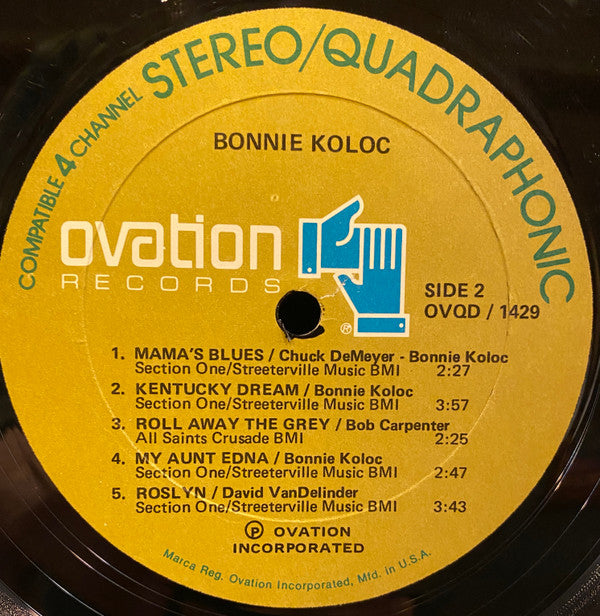 COMPATIBLE 4 CHANNEL STEREO/QUADRAPHONIC
BONNIE KOLOC
ovation
RECORDS
®
SIDE 2
OVQD / 1429
1. MAMA'S BLUES / Chuck DeMeyer - Bonnie Koloc
Section One/Streeterville Music BMI 2:27
2. KENTUCKY DREAM / Bonnie Koloc
Section One/Streeterville Music BMI 3:57
3. ROLL AWAY THE GREY / Bob Carpenter
All Saints Crusade BMI 2:25
4. MY AUNT EDNA / Bonnie Koloc
Section One/Streeterville Music BMI 2:47
5. ROSLYN / David VanDelinder
Section One/Streeterville Music BMI 3:43
℗ OVATION
INCORPORATED
Marca Reg. Ovation Incorporated, Mfd. in U.S.A.